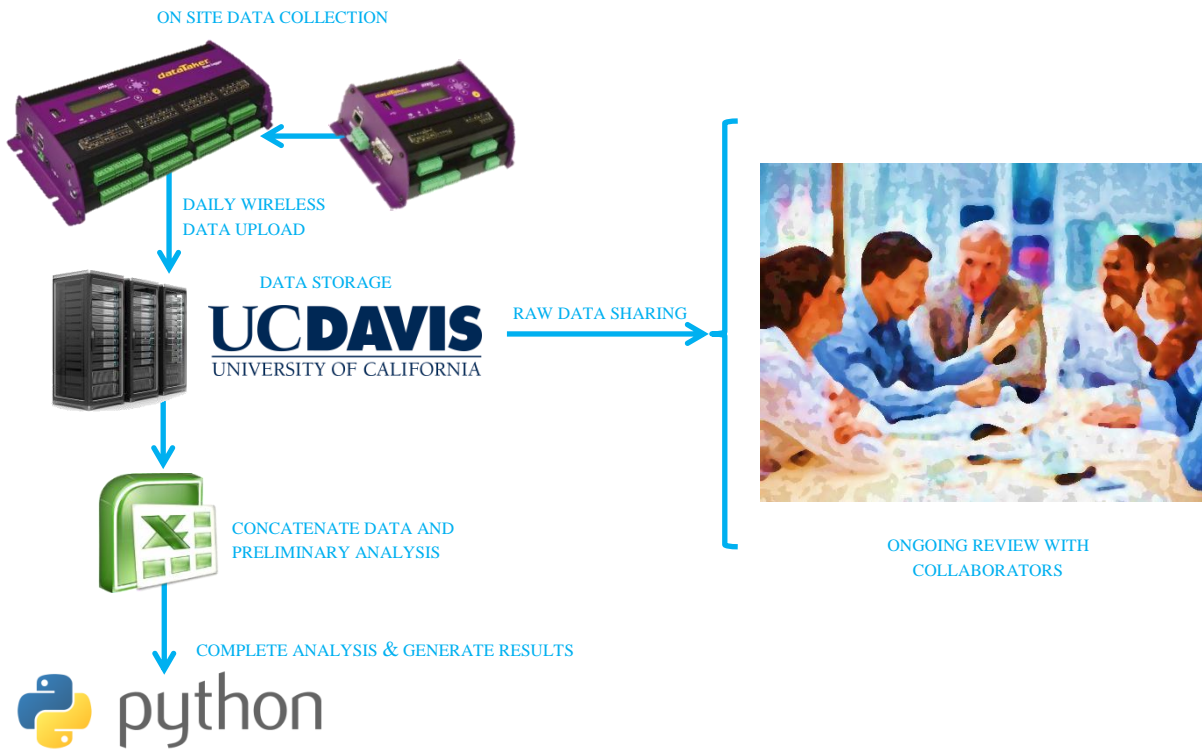 ON SITE DATA COLLECTION
dataTaker
dataTaker
DAILY WIRELESS
DATA UPLOAD
DATA STORAGE
UCDAVIS
UNIVERSITY OF CALIFORNIA
RAW DATA SHARING
CONCATENATE DATA AND
PRELIMINARY ANALYSIS
ONGOING REVIEW WITH
COLLABORATORS
COMPLETE ANALYSIS & GENERATE RESULTS
python